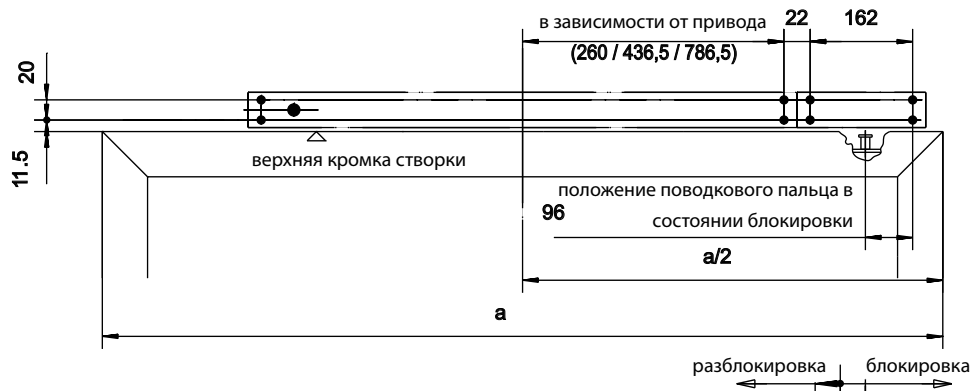 в зависимости от привода
22
162
(260 / 436,5 / 786,5)
20
11.5
верхняя кромка створки
положение поводкового пальца в
96
состоянии блокировки
a/2
a
разблокировка
блокировка